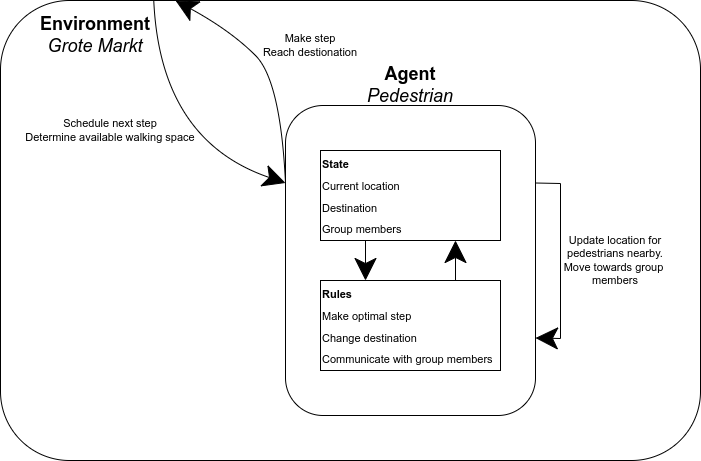 Environment
Grote Markt
Make step
Reach destionation
Agent
Pedestrian
Schedule next step
Determine available walking space
State
Current location
Destination
Group members
Update location for
pedestrians nearby.
Move towards group
members
Rules
Make optimal step
Change destination
Communicate with group members